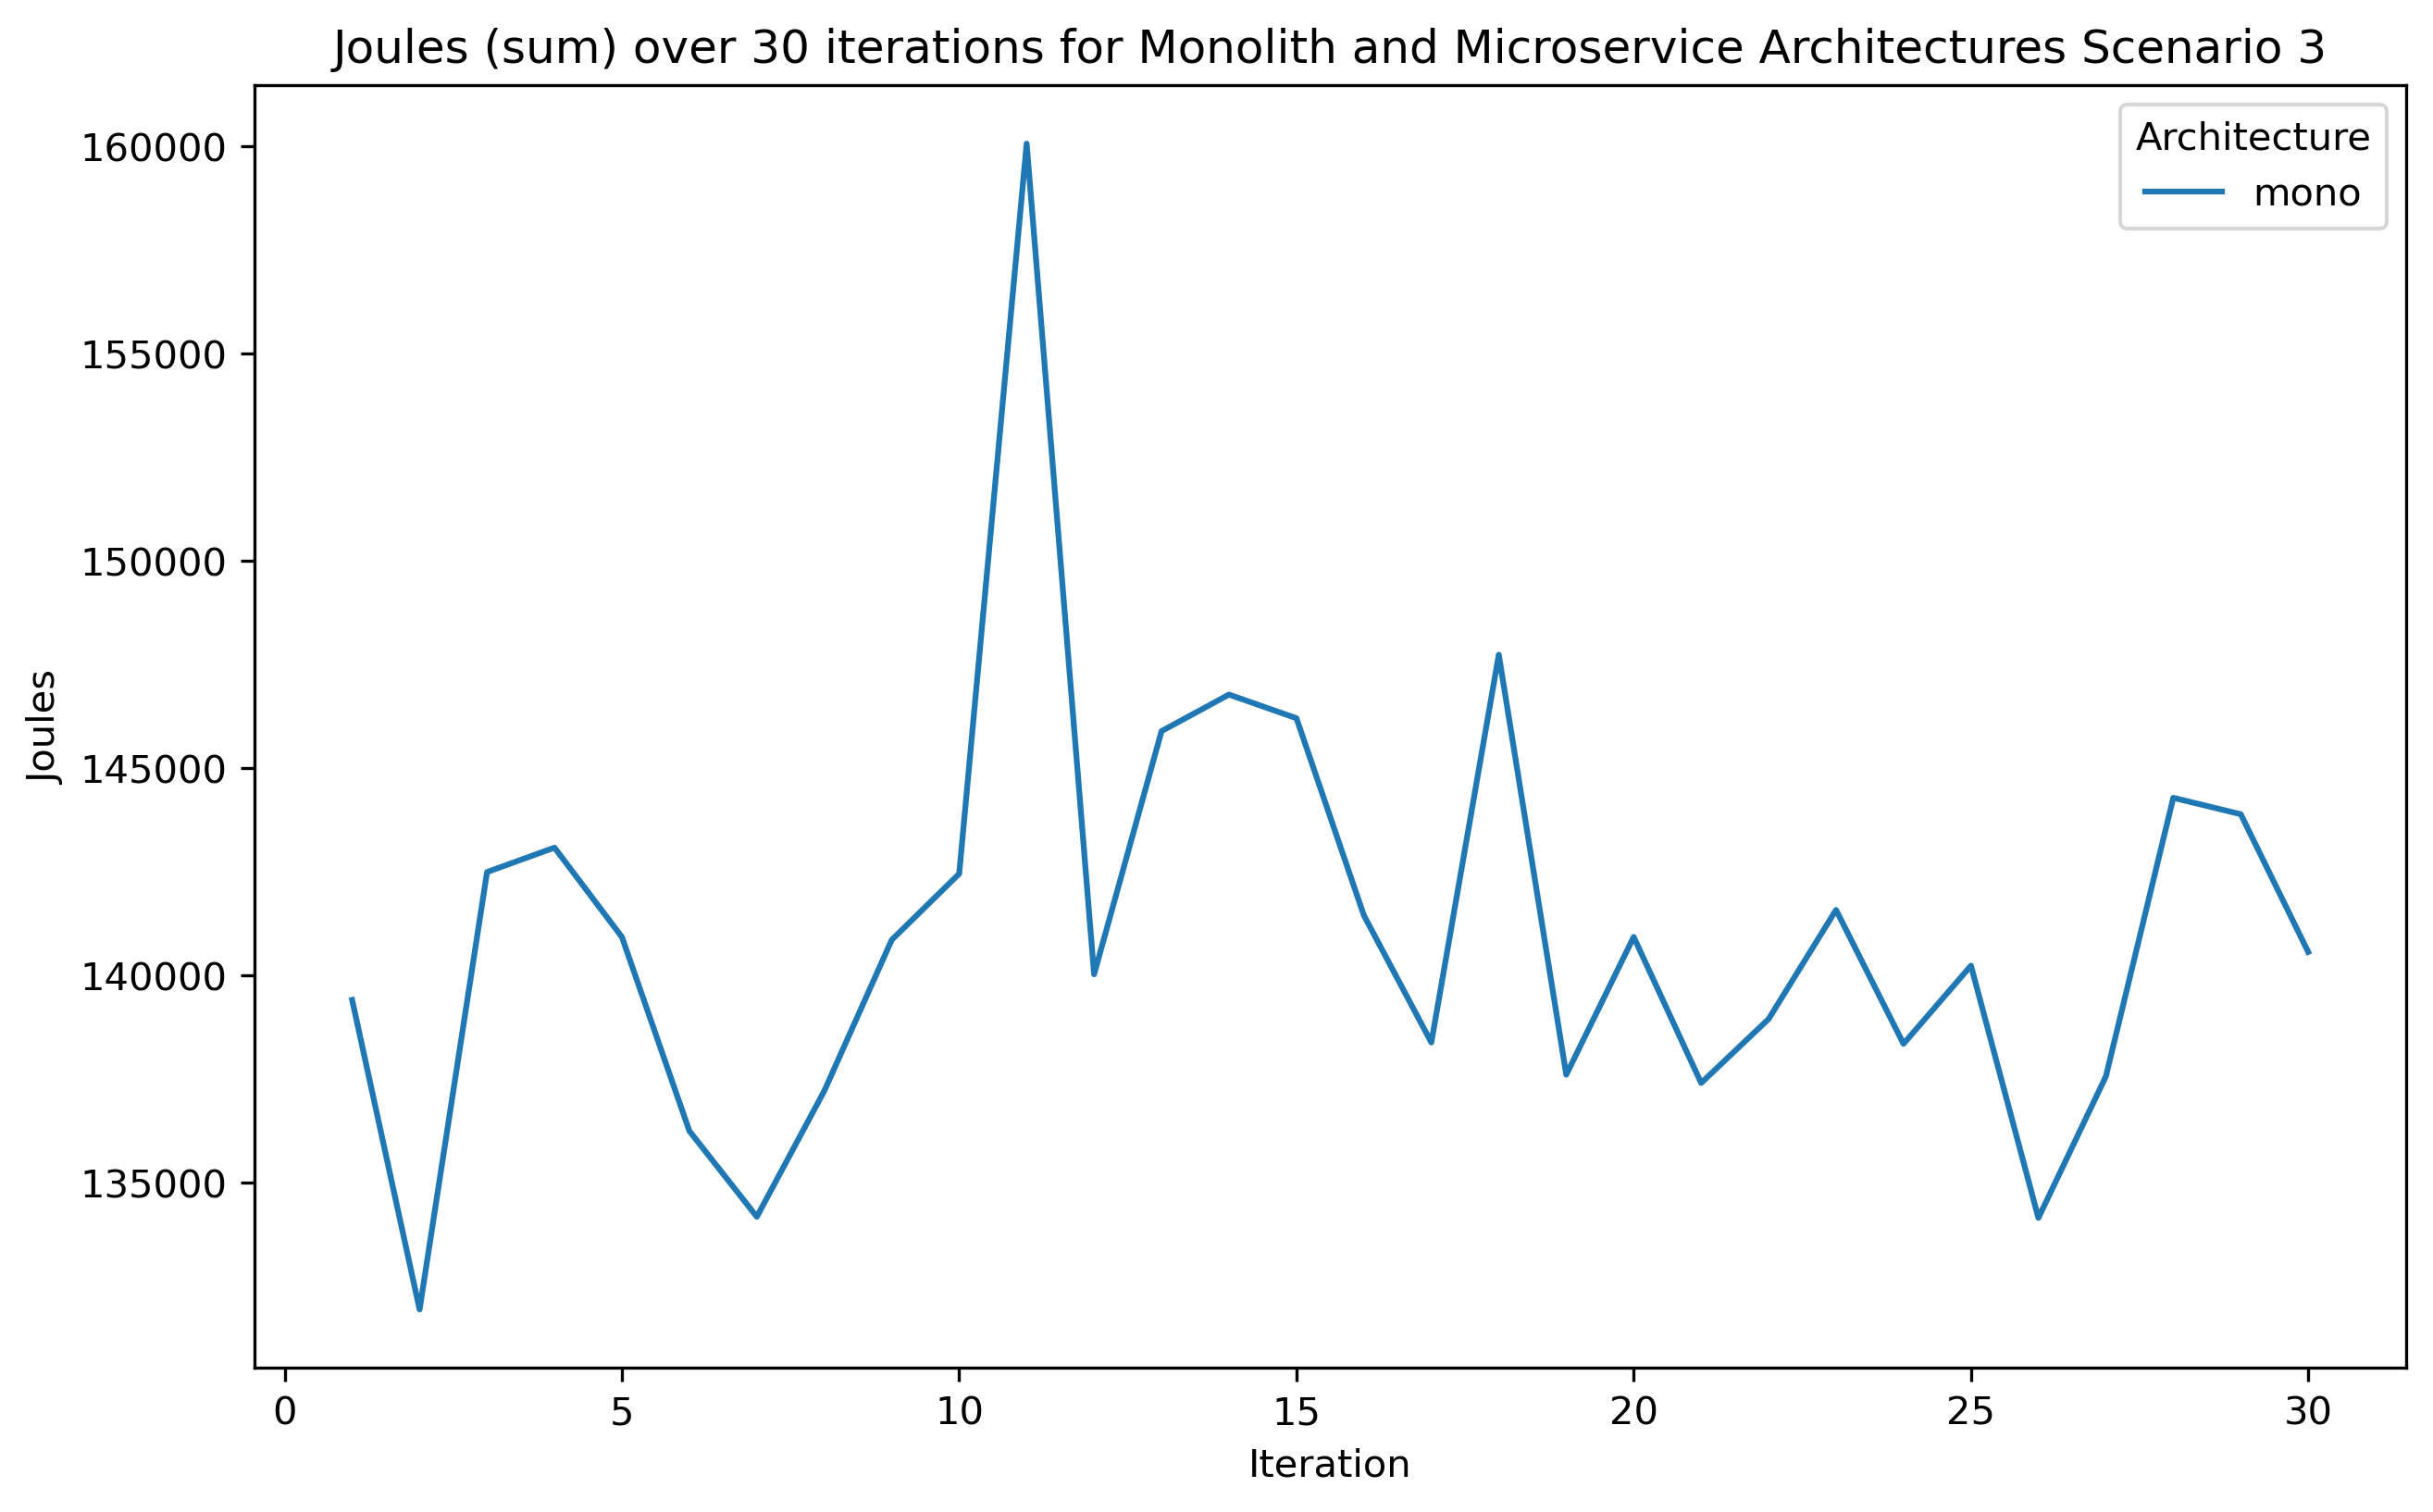 Joules (sum) over 30 iterations for Monolith and Microservice Architectures Scenario 3
Architecture
mono
160000
155000
150000
145000
140000
135000
Joules
0 5 10 15 20 25 30
Iteration